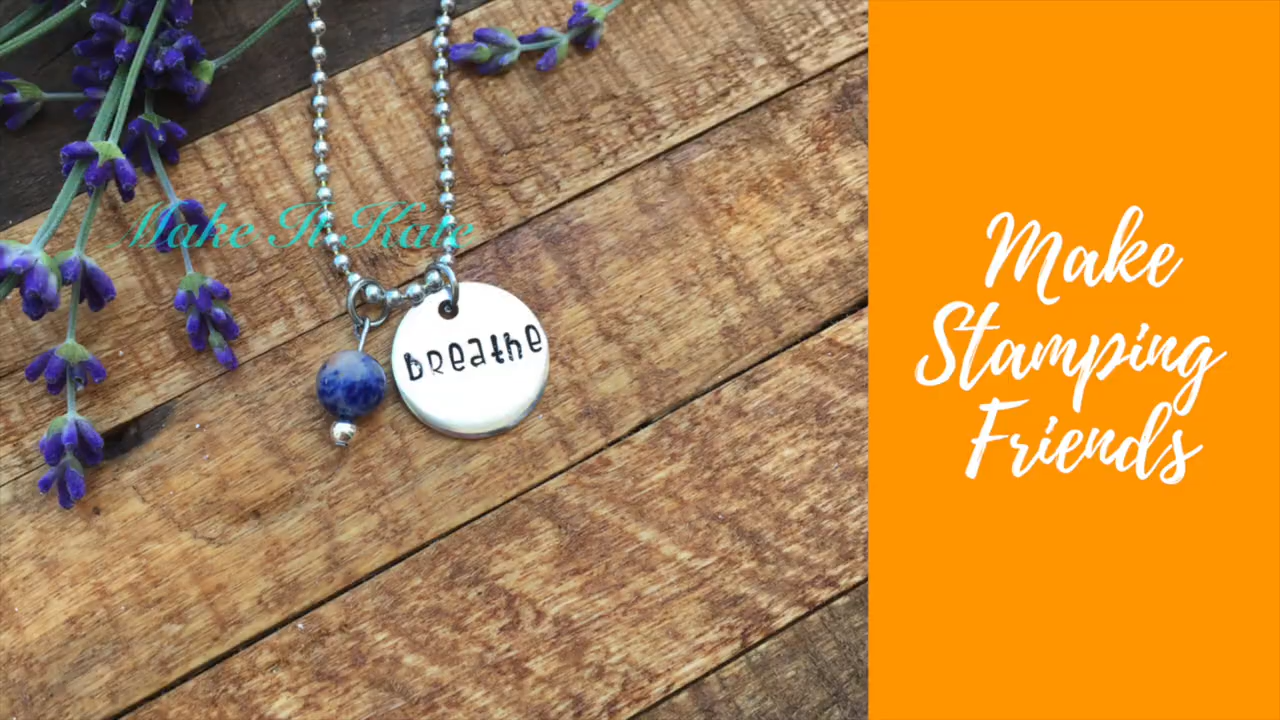 Make It Kate
breathe
Make
Stamping
Friends